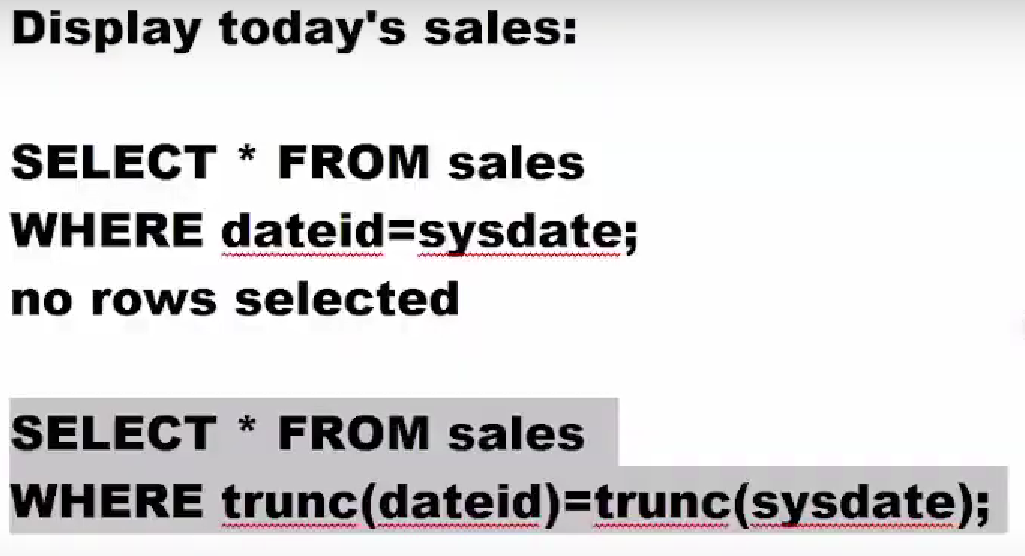 Display today's sales:
SELECT * FROM sales
WHERE dateid=sysdate;
no rows selected
SELECT * FROM sales
WHERE trunc(dateid)=trunc(sysdate);